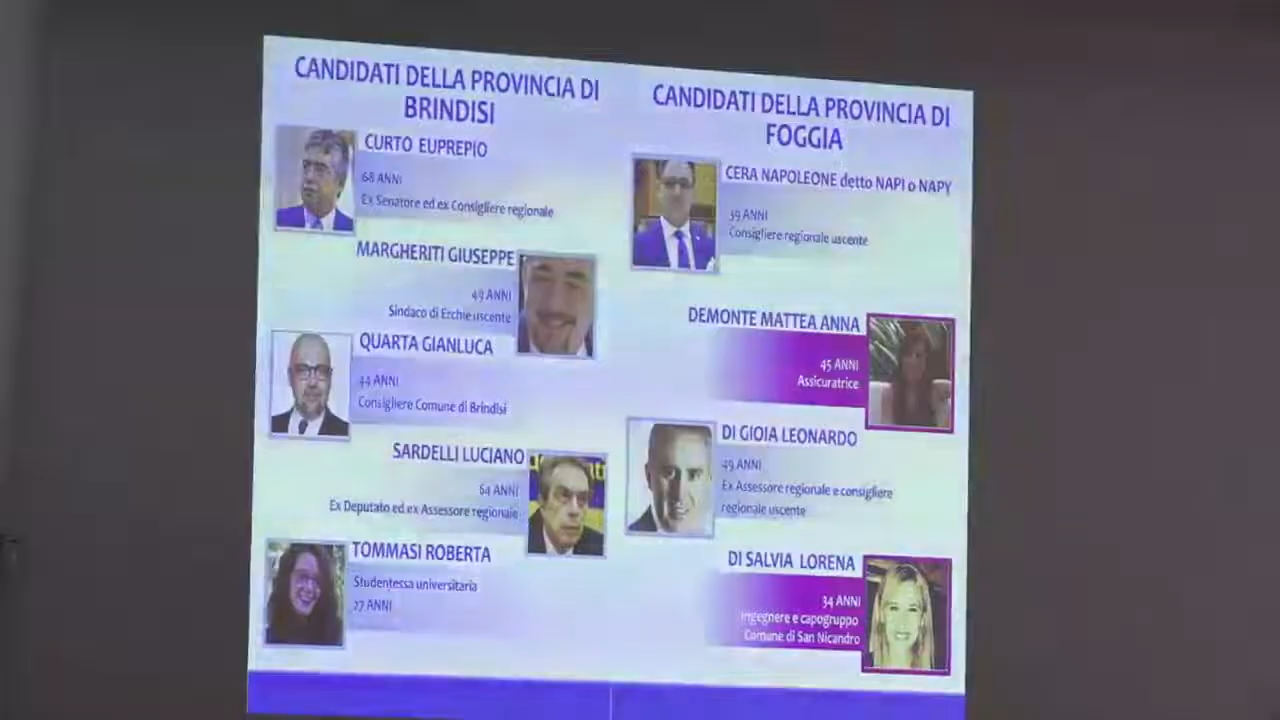 CANDIDATI DELLA PROVINCIA DI
BRINDISI
CURTO EUPREPIO
68 ANNI
Ex Senatore ed ex Consigliere regionale
MARGHERITI GIUSEPPE
49 ANNI
Sindaco di Erchie uscente
QUARTA GIANLUCA
44 ANNI
Consigliere Comune di Brindisi
SARDELLI LUCIANO
64 ANNI
Ex Deputato ed ex Assessore regionale
TOMMASI ROBERTA
Studentessa universitaria
27 ANNI
CANDIDATI DELLA PROVINCIA DI
FOGGIA
CERA NAPOLEONE detto NAPI o NAPY
39 ANNI
Consigliere regionale uscente
DEMONTE MATTEA ANNA
45 ANNI
Assicuratrice
DI GIOIA LEONARDO
49 ANNI
Ex Assessore regionale e consigliere
regionale uscente
DI SALVIA LORENA
34 ANNI
Ingegnere e capogruppo
Comune di San Nicandro